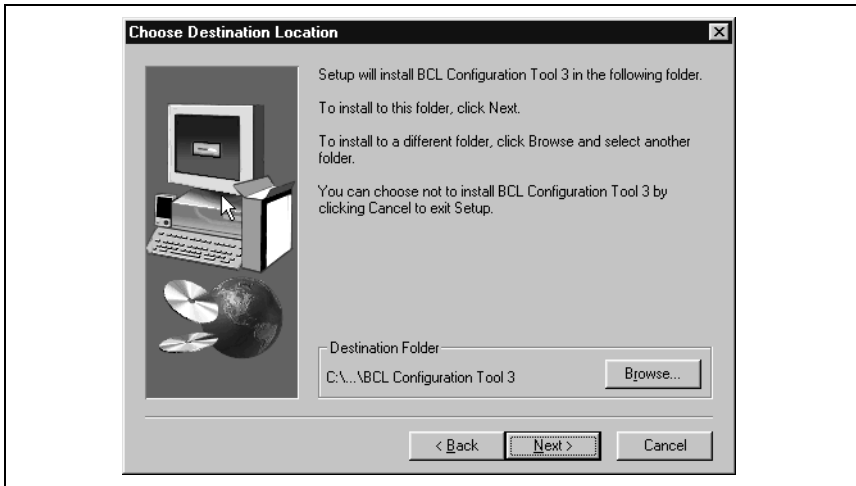 Choose Destination Location
Setup will install BCL Configuration Tool 3 in the following folder.
To install to this folder, click Next.
To install to a different folder, click Browse and select another
folder.
You can choose not to install BCL Configuration Tool 3 by
clicking Cancel to exit Setup.
Destination Folder
C:\...\BCL Configuration Tool 3
Browse...
< Back
Next >
Cancel